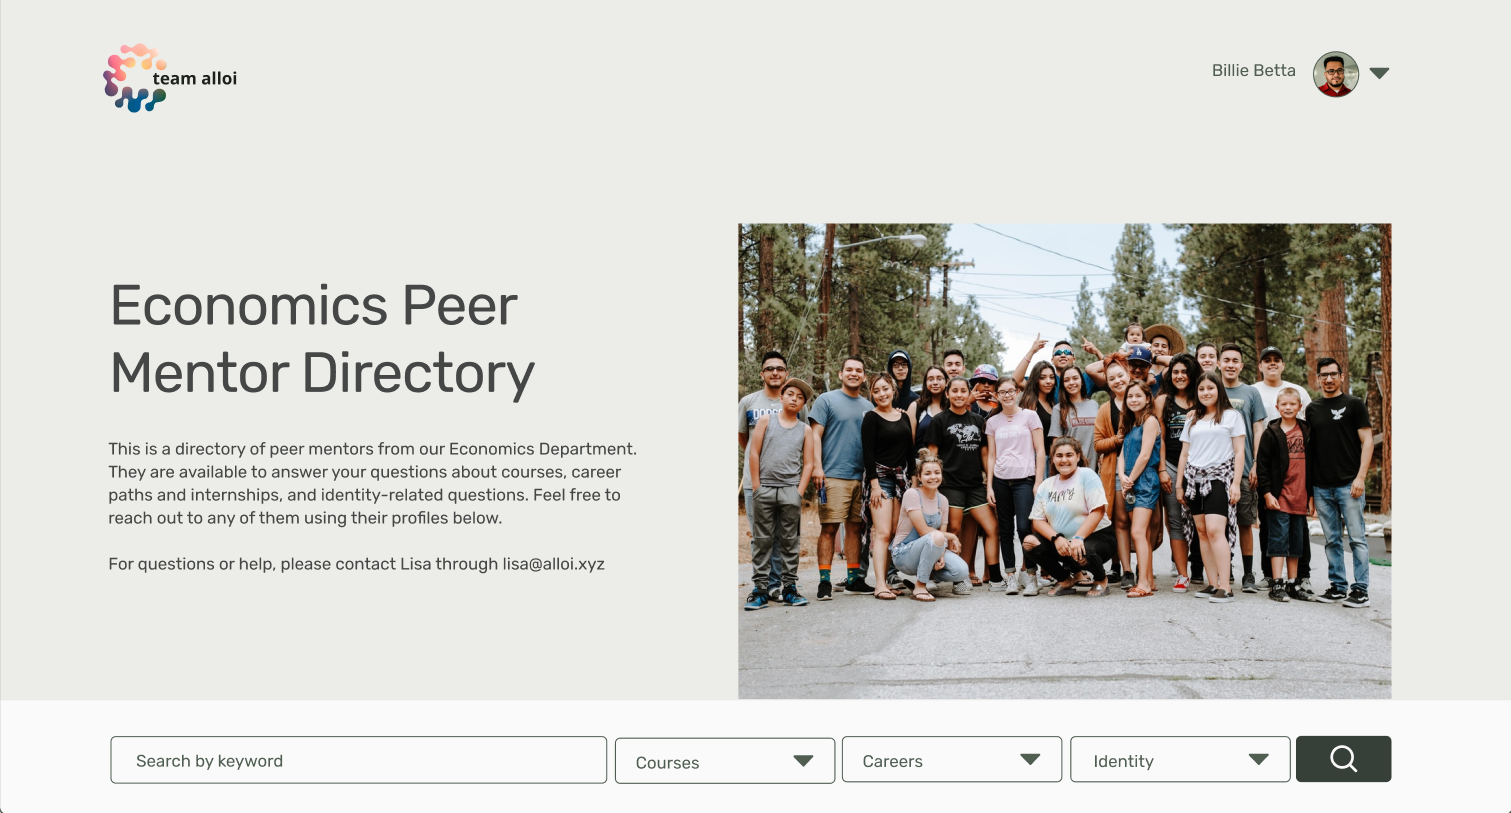 team alloi
Billie Betta
Economics Peer
Mentor Directory
This is a directory of peer mentors from our Economics Department.
They are available to answer your questions about courses, career
paths and internships, and identity-related questions. Feel free to
reach out to any of them using their profiles below.
For questions or help, please contact Lisa through lisa@alloi.xyz
HAPPY
Search by keyword
Courses
Careers
Identity